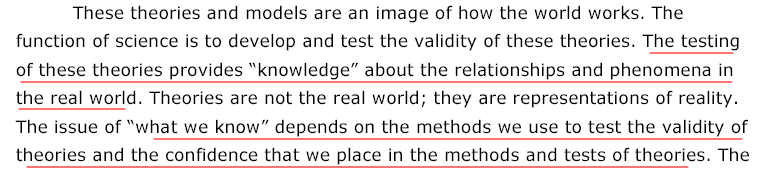 These theories and models are an image of how the world works. The
function of science is to develop and test the validity of these theories. The testing
of these theories provides “knowledge” about the relationships and phenomena in
the real world. Theories are not the real world; they are representations of reality.
The issue of “what we know” depends on the methods we use to test the validity of
theories and the confidence that we place in the methods and tests of theories. The